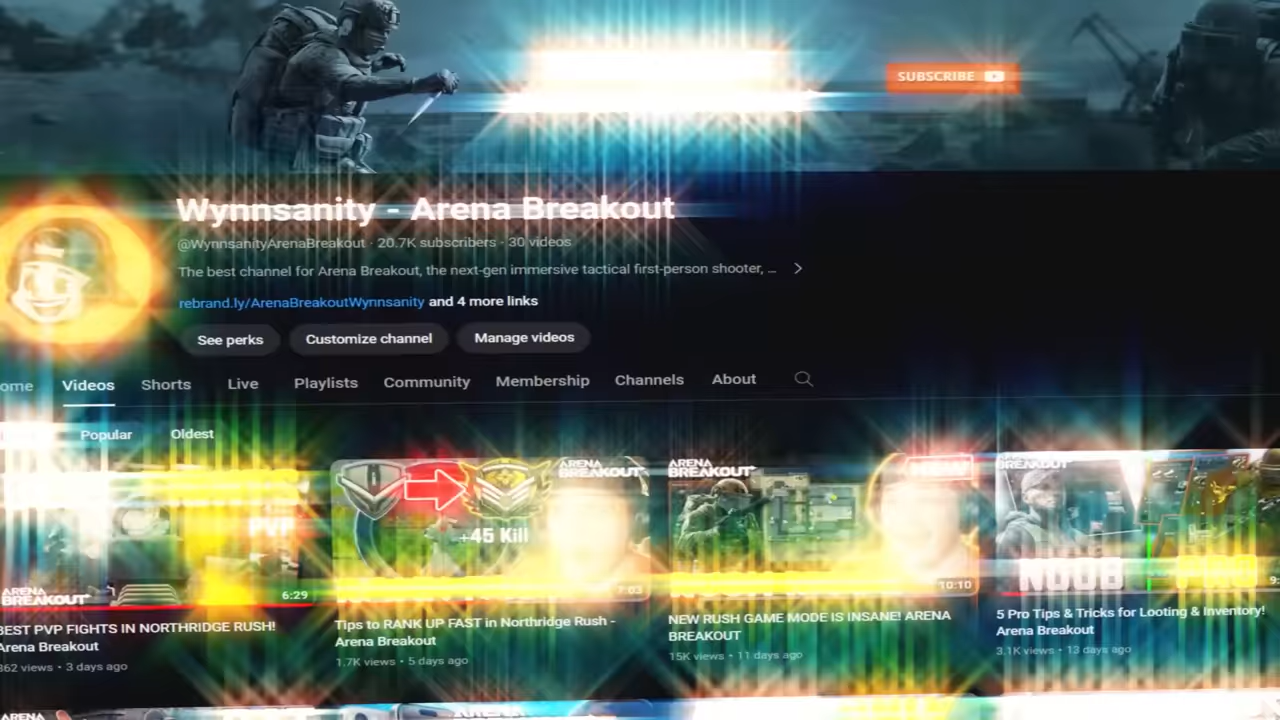 SUBSCRIBE
Wynnsanity - Arena Breakout
@WynnsanityArenaBreakout · 20.7K subscribers · 30 videos
The best channel for Arena Breakout, the next-gen immersive tactical first-person shooter, ...
rebrand.ly/ArenaBreakoutWynnsanity and 4 more links
See perks Customize channel Manage videos
ome Videos Shorts Live Playlists Community Membership Channels About
Popular Oldest
PVP
ARENA BREAKOUT
6:29
BEST PVP FIGHTS IN NORTHRIDGE RUSH!
Arena Breakout
362 views • 3 days ago
ARENA BREAKOUT
+45 Kill
7:03
Tips to RANK UP FAST in Northridge Rush -
Arena Breakout
1.7K views • 5 days ago
ARENA BREAKOUT
NEW
10:10
NEW RUSH GAME MODE IS INSANE! ARENA
BREAKOUT
15K views • 11 days ago
BREAKOUT
NOOB PRO
9:
5 Pro Tips & Tricks for Looting & Inventory!
Arena Breakout
3.1K views • 13 days ago
ARENA